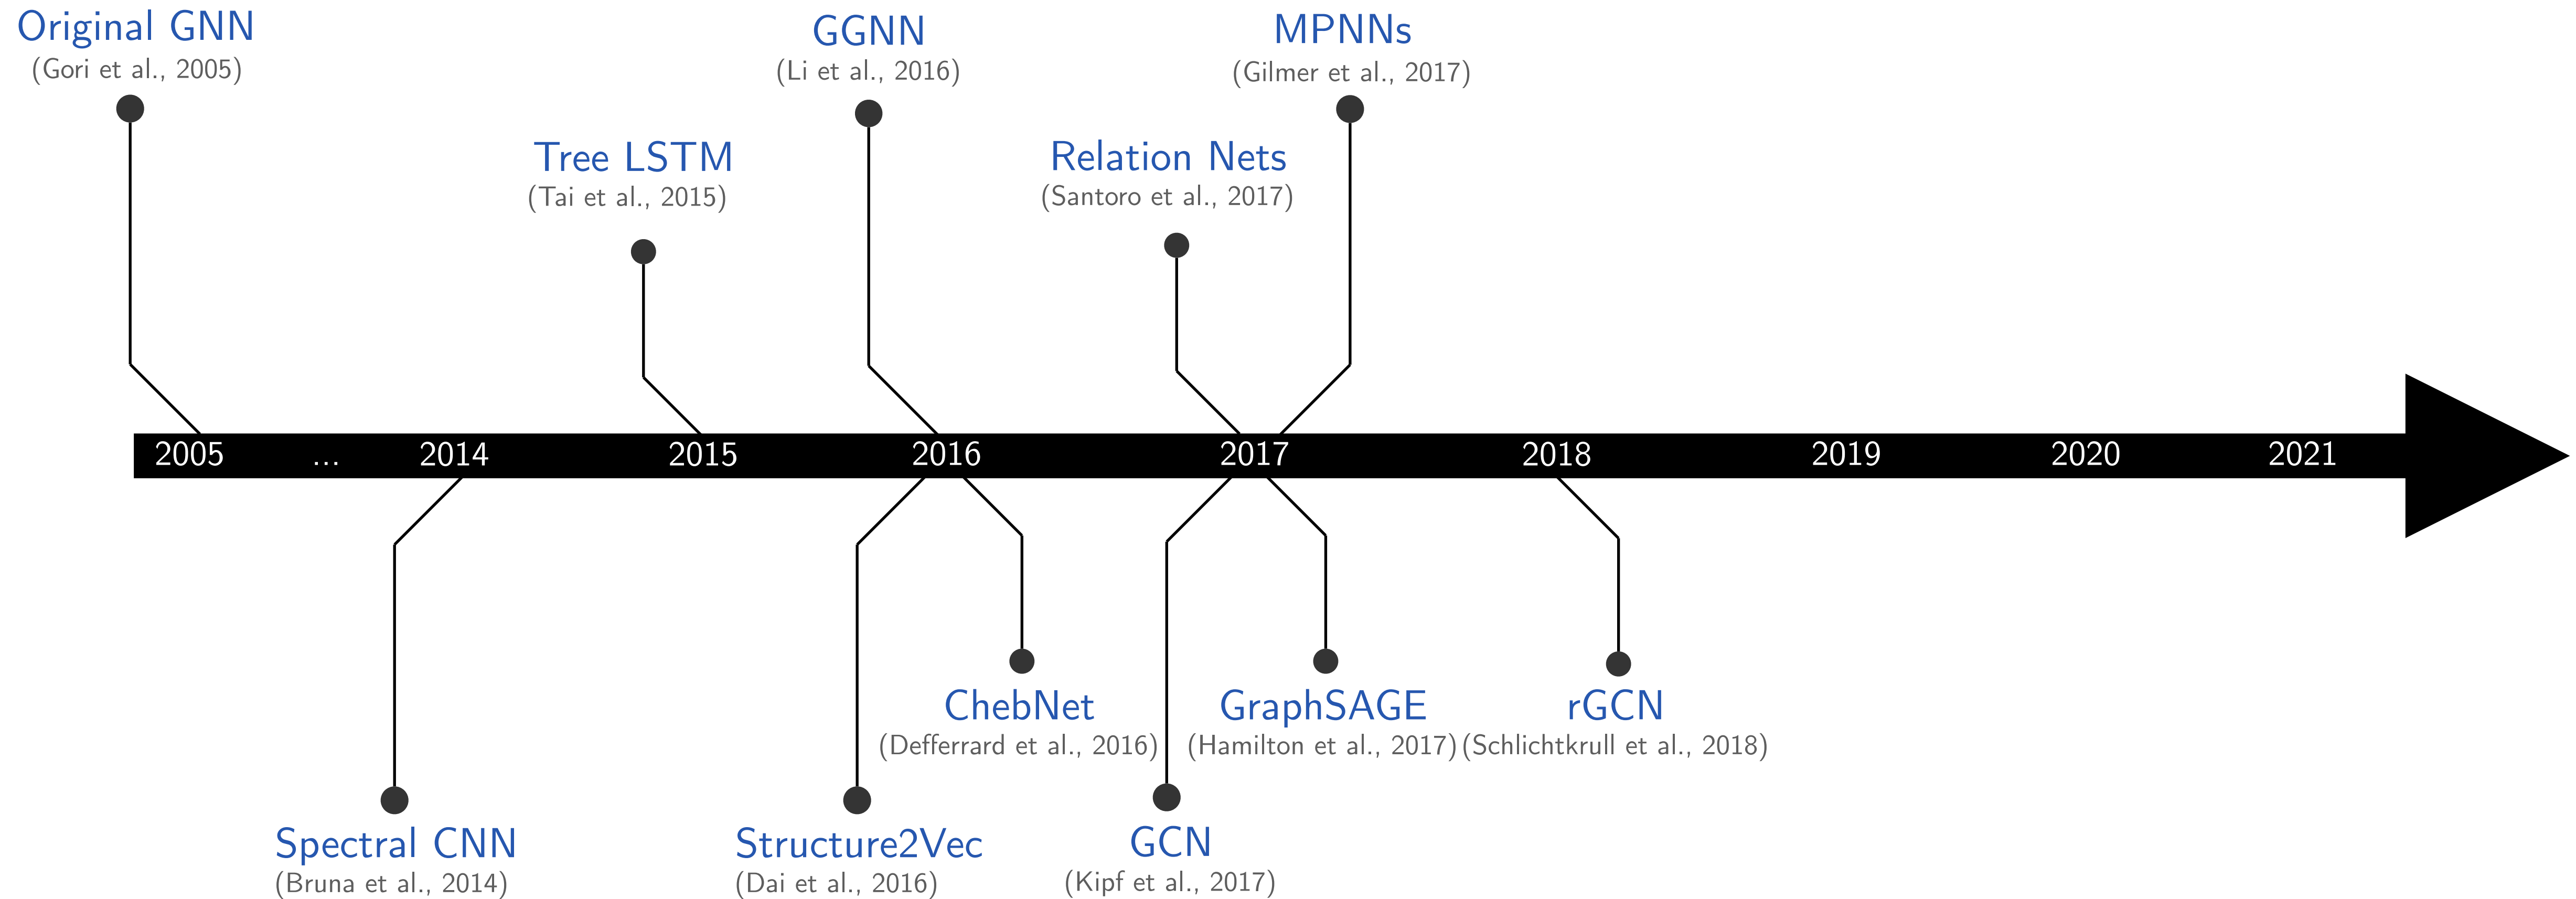 Original GNN
(Gori et al., 2005)
GGNN
(Li et al., 2016)
MPNNs
(Gilmer et al., 2017)
Tree LSTM
(Tai et al., 2015)
Relation Nets
(Santoro et al., 2017)
2005 ... 2014 2015 2016 2017 2018 2019 2020 2021
ChebNet
(Defferrard et al., 2016)
GraphSAGE
(Hamilton et al., 2017)
rGCN
(Schlichtkrull et al., 2018)
Spectral CNN
(Bruna et al., 2014)
Structure2Vec
(Dai et al., 2016)
GCN
(Kipf et al., 2017)